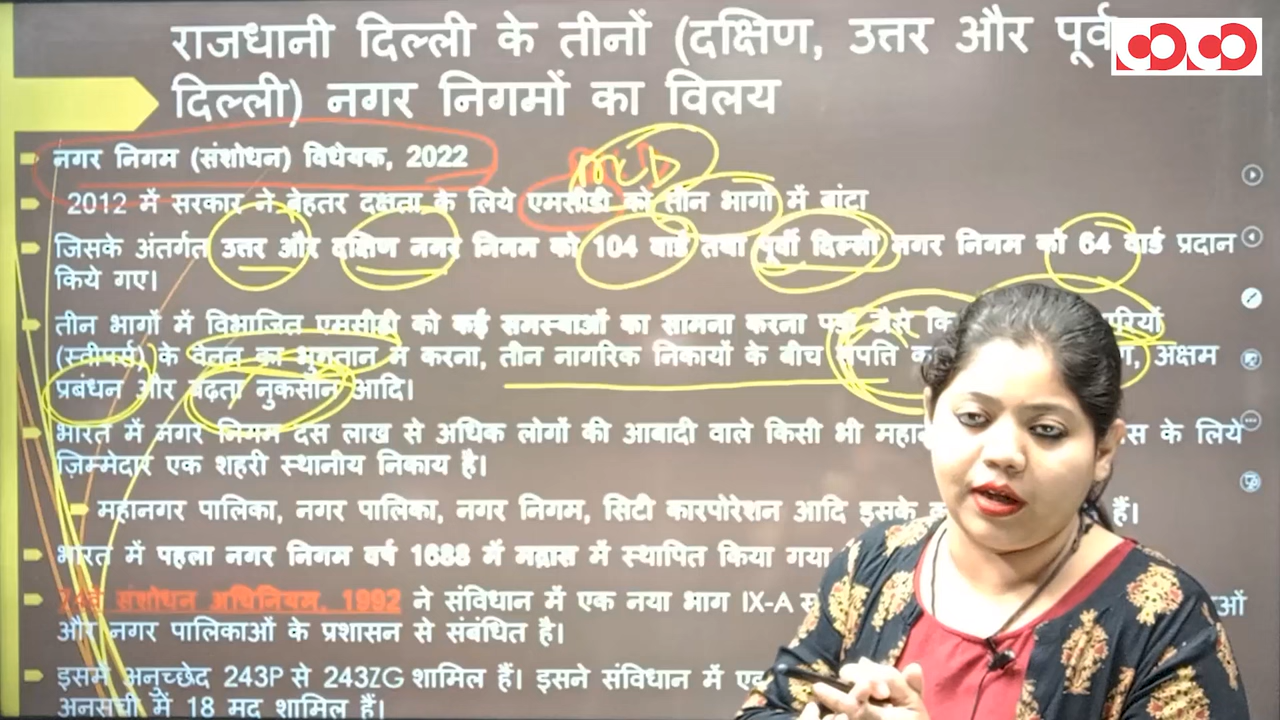 राजधानी दिल्ली के तीनों (दक्षिण, उत्तर और पूर्व
दिल्ली) नगर निगमों का विलय
नगर निगम (संशोधन) विधेयक, 2022
MCD
2012 में सरकार ने बेहतर दक्षता के लिये एमसीडी को तीन भागों में बांटा
जिसके अंतर्गत उत्तर और दक्षिण नगर निगम को 104 वार्ड तथा पूर्वी दिल्ली नगर निगम को 64 वार्ड प्रदान
किये गए।
तीन भागों में विभाजित एमसीडी को कई समस्याओं का सामना करना जैसे कि
(स्वीपर्स) के वेतन का भुगतान न करना, तीन नागरिक निकायों के बीच संपत्ति अक्षम
प्रबंधन और बढ़ता नुकसान आदि।
भारत में नगर निगम दस लाख से अधिक लोगों की आबादी वाले किसी भी के लिये
ज़िम्मेदार एक शहरी स्थानीय निकाय है।
महानगर पालिका, नगर पालिका, नगर निगम, सिटी कारपोरेशन आदि इसके हैं।
भारत में पहला नगर निगम वर्ष 1688 में मद्रास में स्थापित किया गया
74वें संशोधन अधिनियम, 1992 ने संविधान में एक नया भाग IX-A
और नगर पालिकाओं के प्रशासन से संबंधित है।
इसमें अनुच्छेद 243P से 243ZG शामिल हैं। इसने संविधान में
अनुसूची में 18 मद शामिल हैं।